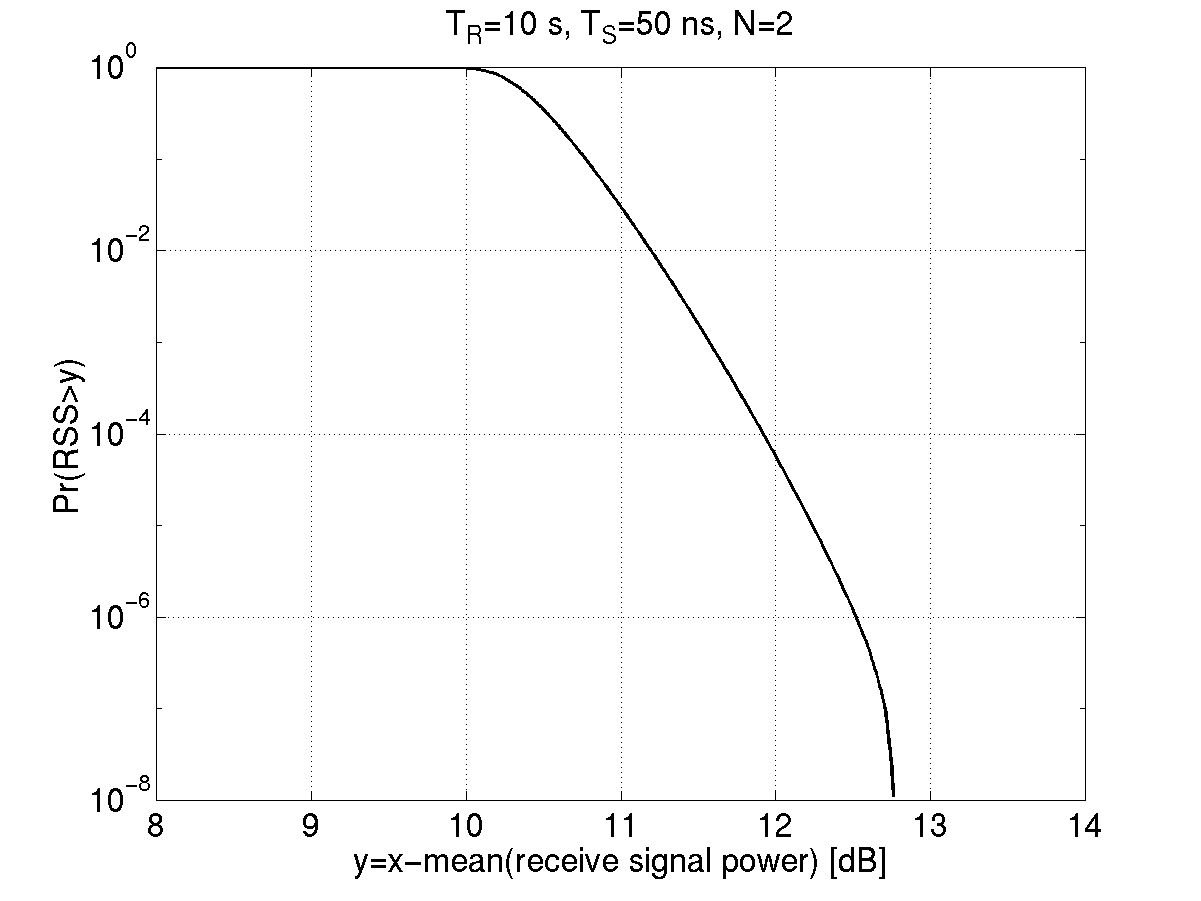 T_R=10 s, T_S=50 ns, N=2
10^0
10^−2
10^−4
10^−6
10^−8
Pr(RSS>y)
8 9 10 11 12 13 14
y=x−mean(receive signal power) [dB]